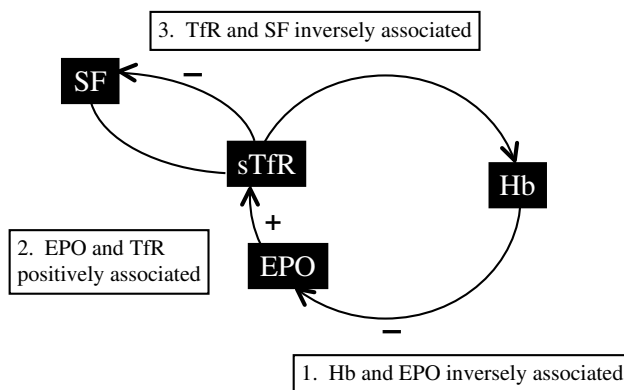 3. TfR and SF inversely associated
−
SF
sTfR
Hb
+
2. EPO and TfR
positively associated
EPO
−
1. Hb and EPO inversely associated